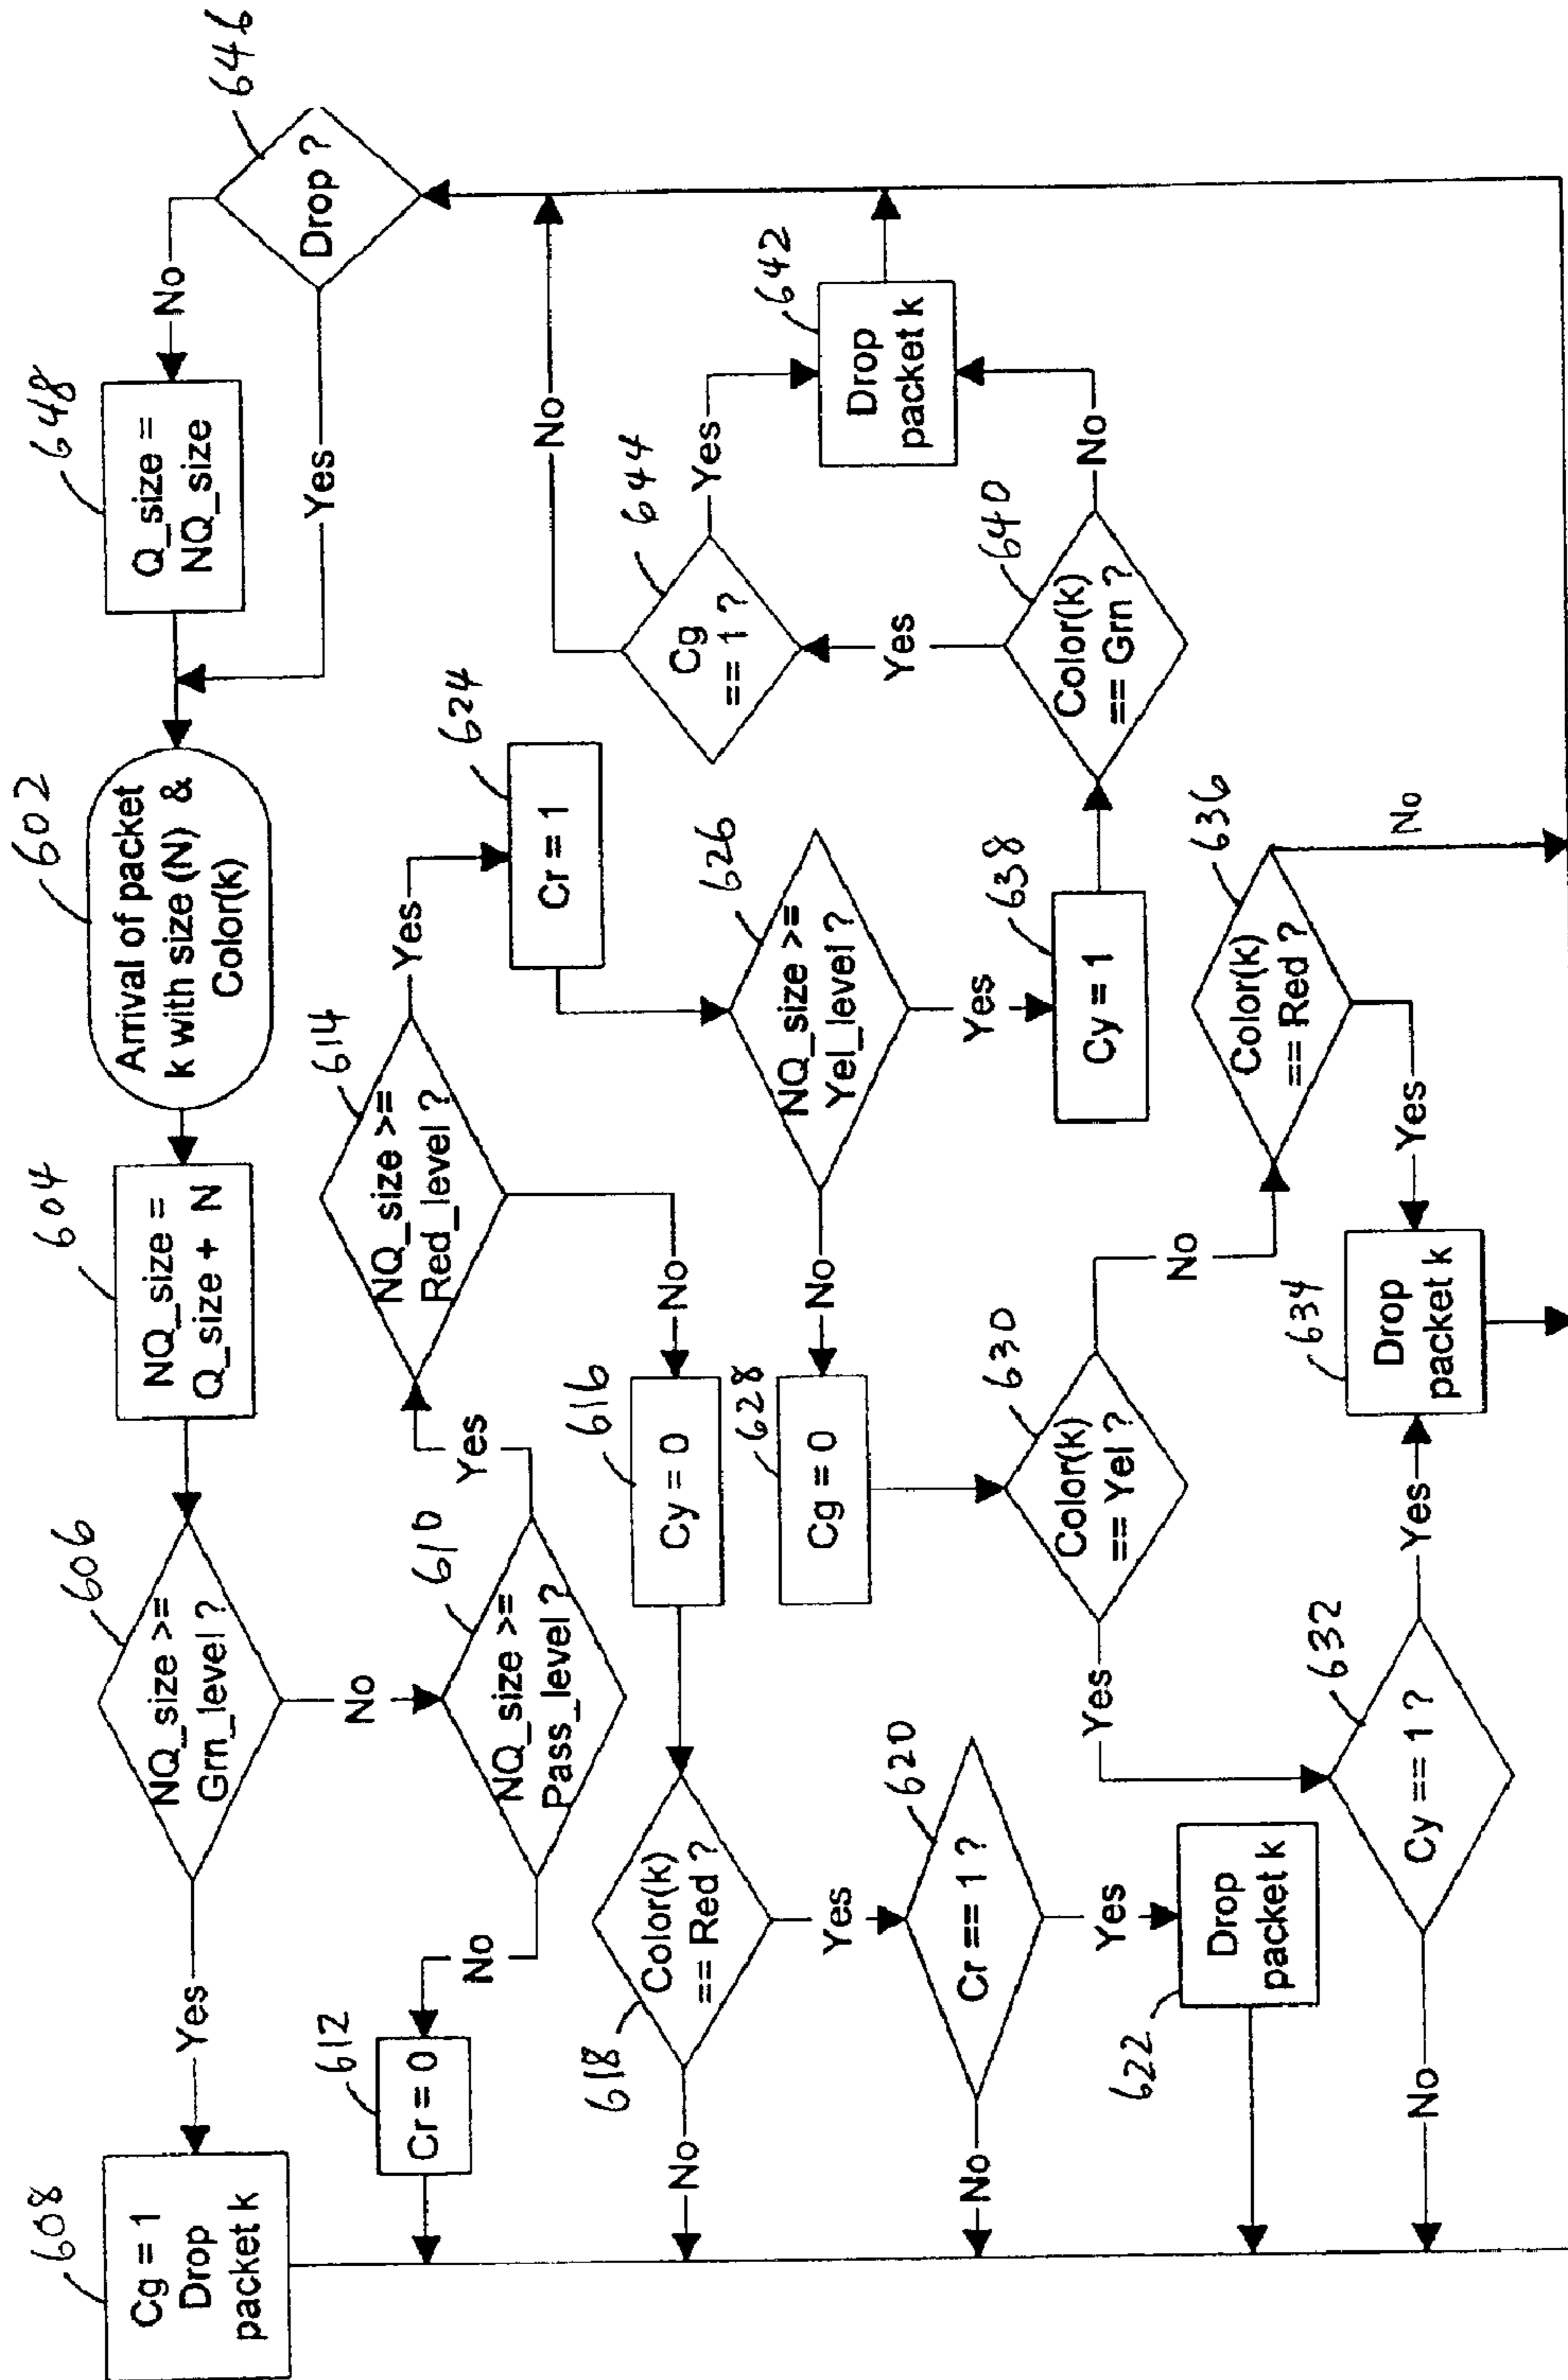 608
Cg = 1
Drop
packet k
Yes
606
NQ_size >=
Grn_level ?
No
604
NQ_size =
Q_size + N
602
Arrival of packet
k with size (N) &
Color(k)
648
Q_size =
NQ_size
No
Yes
646
Drop ?
612
Cr = 0
No
610
NQ_size >=
Pass_level ?
Yes
614
NQ_size >=
Red_level ?
Yes
No
624
Cr = 1
616
Cy = 0
618
Color(k)
== Red ?
No
Yes
620
Cr == 1 ?
No
Yes
622
Drop
packet k
626
NQ_size >=
Yel_level ?
No
Yes
628
Cg = 0
630
Color(k)
== Yel ?
Yes
No
632
Cy == 1 ?
No
Yes
634
Drop
packet k
636
Color(k)
== Red ?
Yes
No
638
Cy = 1
640
Color(k)
== Grn ?
Yes
No
644
Cg
== 1 ?
Yes
No
642
Drop
packet k